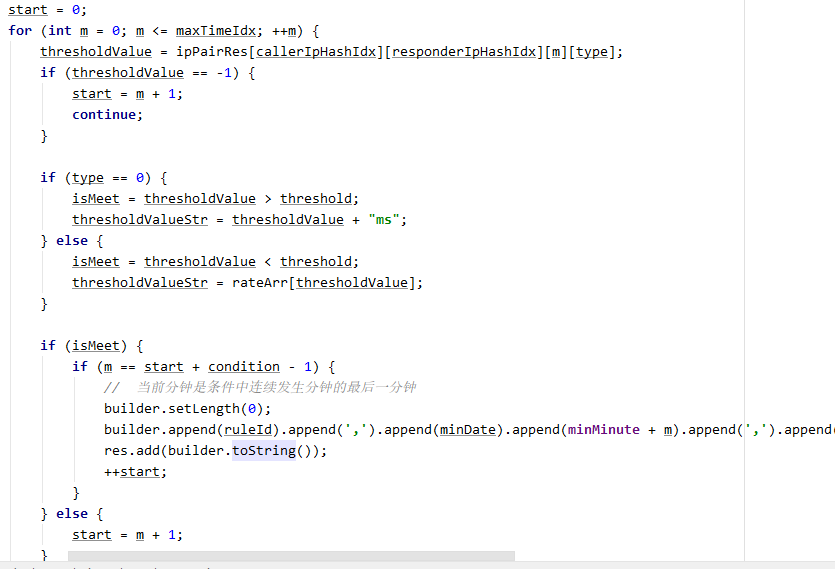 start = 0;
for (int m = 0; m <= maxTimeIdx; ++m) {
thresholdValue = ipPairRes[callerIpHashIdx][responderIpHashIdx][m][type];
if (thresholdValue == -1) {
start = m + 1;
continue;
}
if (type == 0) {
isMeet = thresholdValue > threshold;
thresholdValueStr = thresholdValue + "ms";
} else {
isMeet = thresholdValue < threshold;
thresholdValueStr = rateArr[thresholdValue];
}
if (isMeet) {
if (m == start + condition - 1) {
// 当前分钟是条件中连续发生分钟的最后一分钟
builder.setLength(0);
builder.append(ruleId).append(',').append(minDate).append(minMinute + m).append(',').append(
res.add(builder.toString());
++start;
}
} else {
start = m + 1;
}